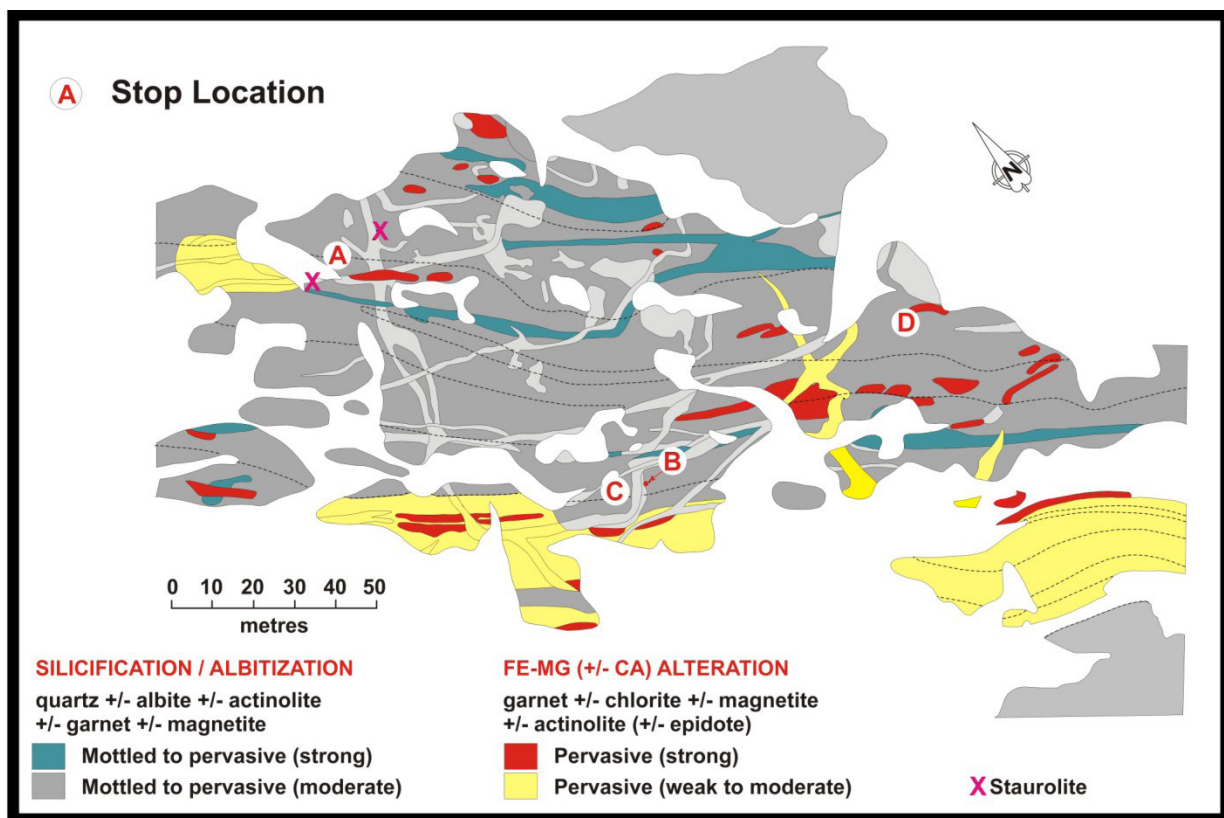 A Stop Location
N
X
A
X
D
B
C
0 10 20 30 40 50
metres
SILICIFICATION / ALBITIZATION
quartz +/- albite +/- actinolite
+/- garnet +/- magnetite
Mottled to pervasive (strong)
Mottled to pervasive (moderate)
FE-MG (+/- CA) ALTERATION
garnet +/- chlorite +/- magnetite
+/- actinolite (+/- epidote)
Pervasive (strong)
Pervasive (weak to moderate)
X Staurolite